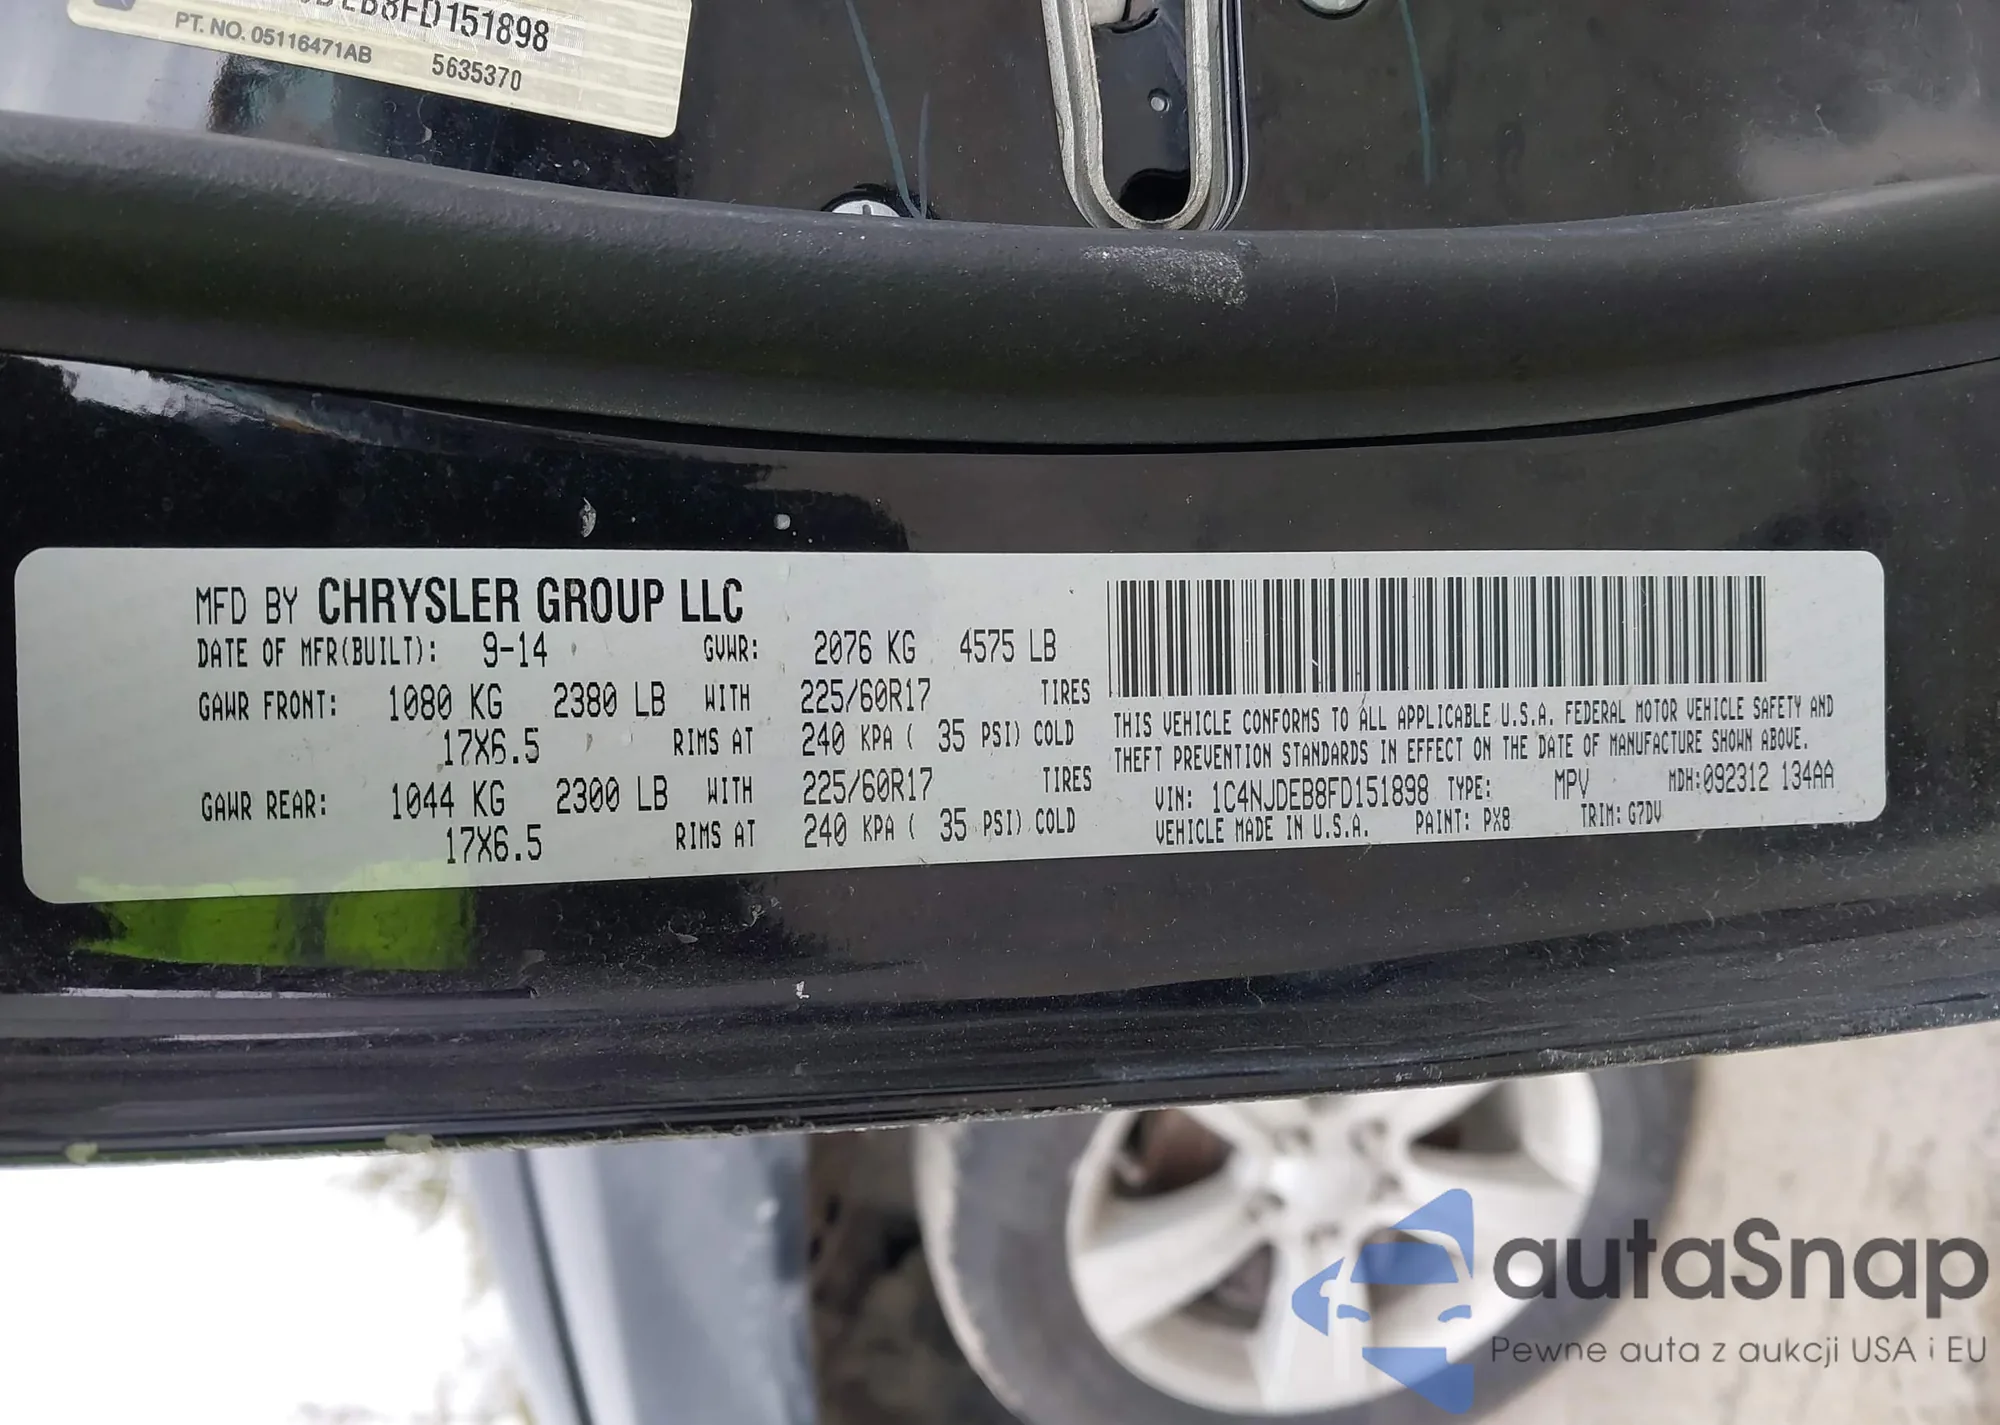 DEB8FD151898
PT. NO. 05116471AB 5635370
MFD BY CHRYSLER GROUP LLC
DATE OF MFR(BUILT): 9-14 GVWR: 2076 KG 4575 LB
GAWR FRONT: 1080 KG 2380 LB WITH 225/60R17 TIRES
17X6.5 RIMS AT 240 KPA ( 35 PSI) COLD
GAWR REAR: 1044 KG 2300 LB WITH 225/60R17 TIRES
17X6.5 RIMS AT 240 KPA ( 35 PSI) COLD
THIS VEHICLE CONFORMS TO ALL APPLICABLE U.S.A. FEDERAL MOTOR VEHICLE SAFETY AND
THEFT PREVENTION STANDARDS IN EFFECT ON THE DATE OF MANUFACTURE SHOWN ABOVE.
VIN: 1C4NJDEB8FD151898 TYPE: MPV MDH:092312 134AA
VEHICLE MADE IN U.S.A. PAINT: PX8 TRIM: G7DV
autaSnap
Pewne auta z aukcji USA i EU